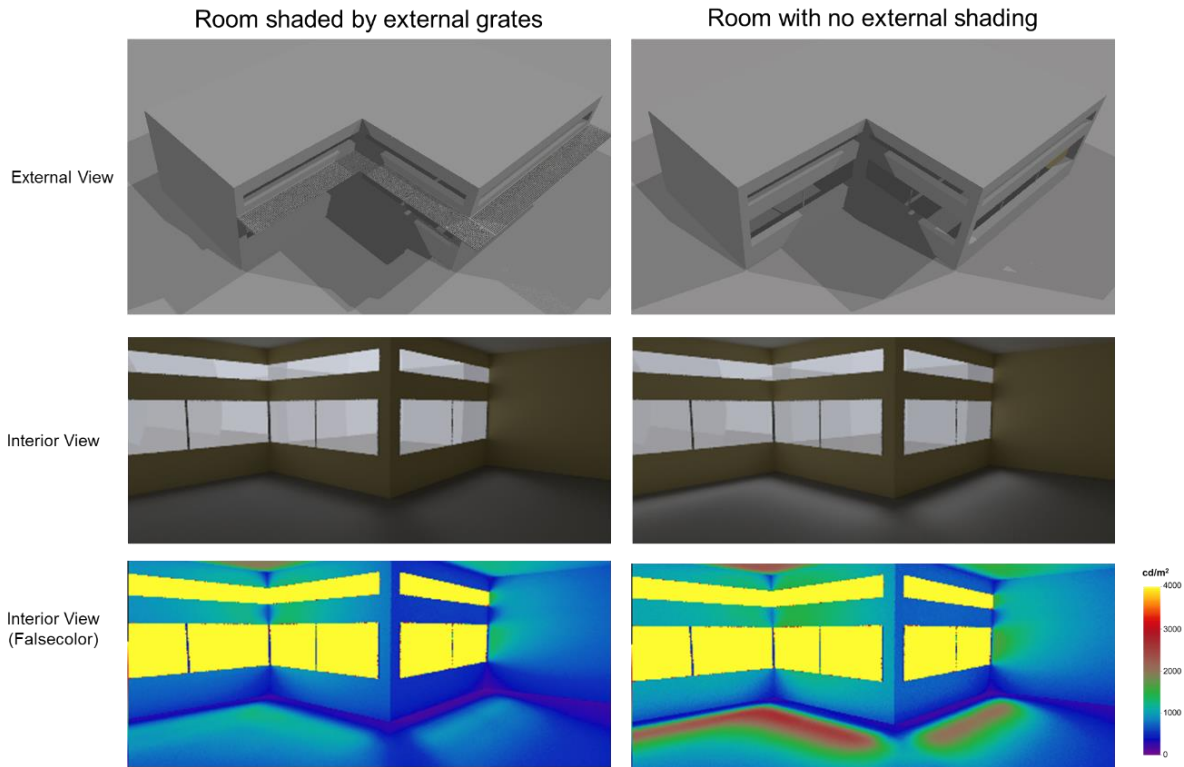 Room shaded by external grates
Room with no external shading
External View
Interior View
Interior View
(Falsecolor)
cd/m²
4000
3000
2000
1000
0